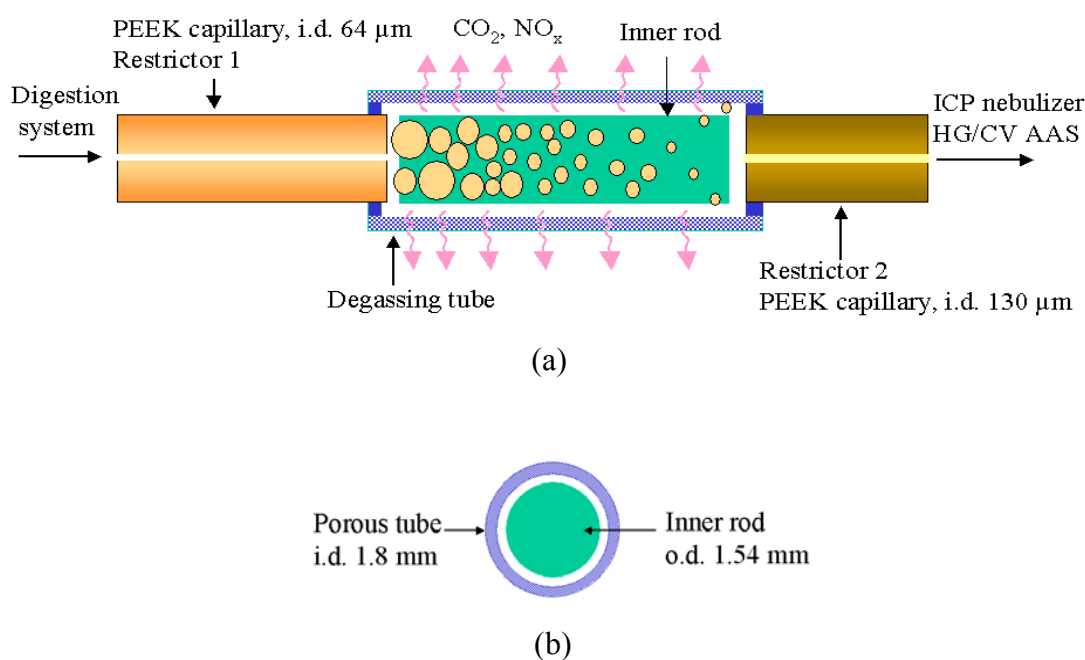 PEEK capillary, i.d. 64 µm
Restrictor 1
CO2, NOx
Inner rod
Digestion
system
ICP nebulizer
HG/CV AAS
Degassing tube
Restrictor 2
PEEK capillary, i.d. 130 µm
(a)
Porous tube
i.d. 1.8 mm
Inner rod
o.d. 1.54 mm
(b)